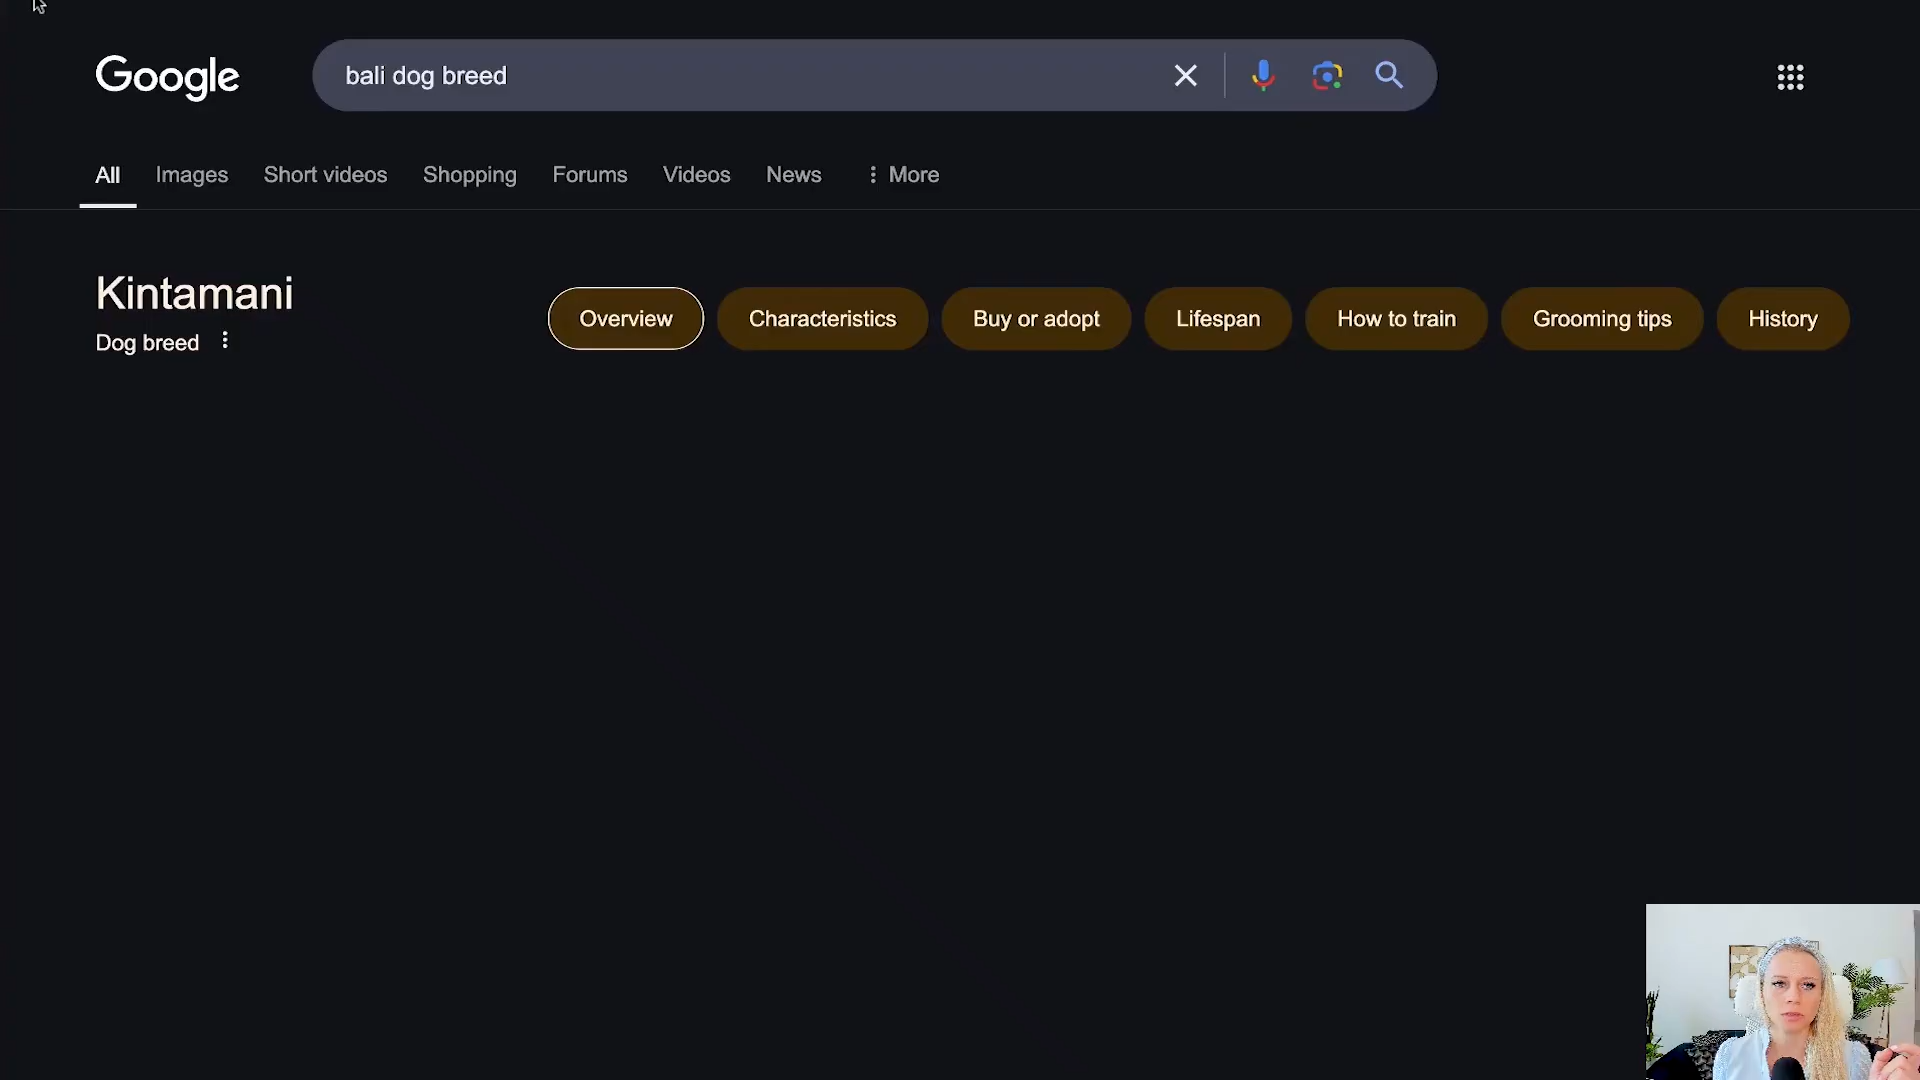 Google
bali dog breed
All Images Short videos Shopping Forums Videos News More
Kintamani
Dog breed
Overview Characteristics Buy or adopt Lifespan How to train Grooming tips History